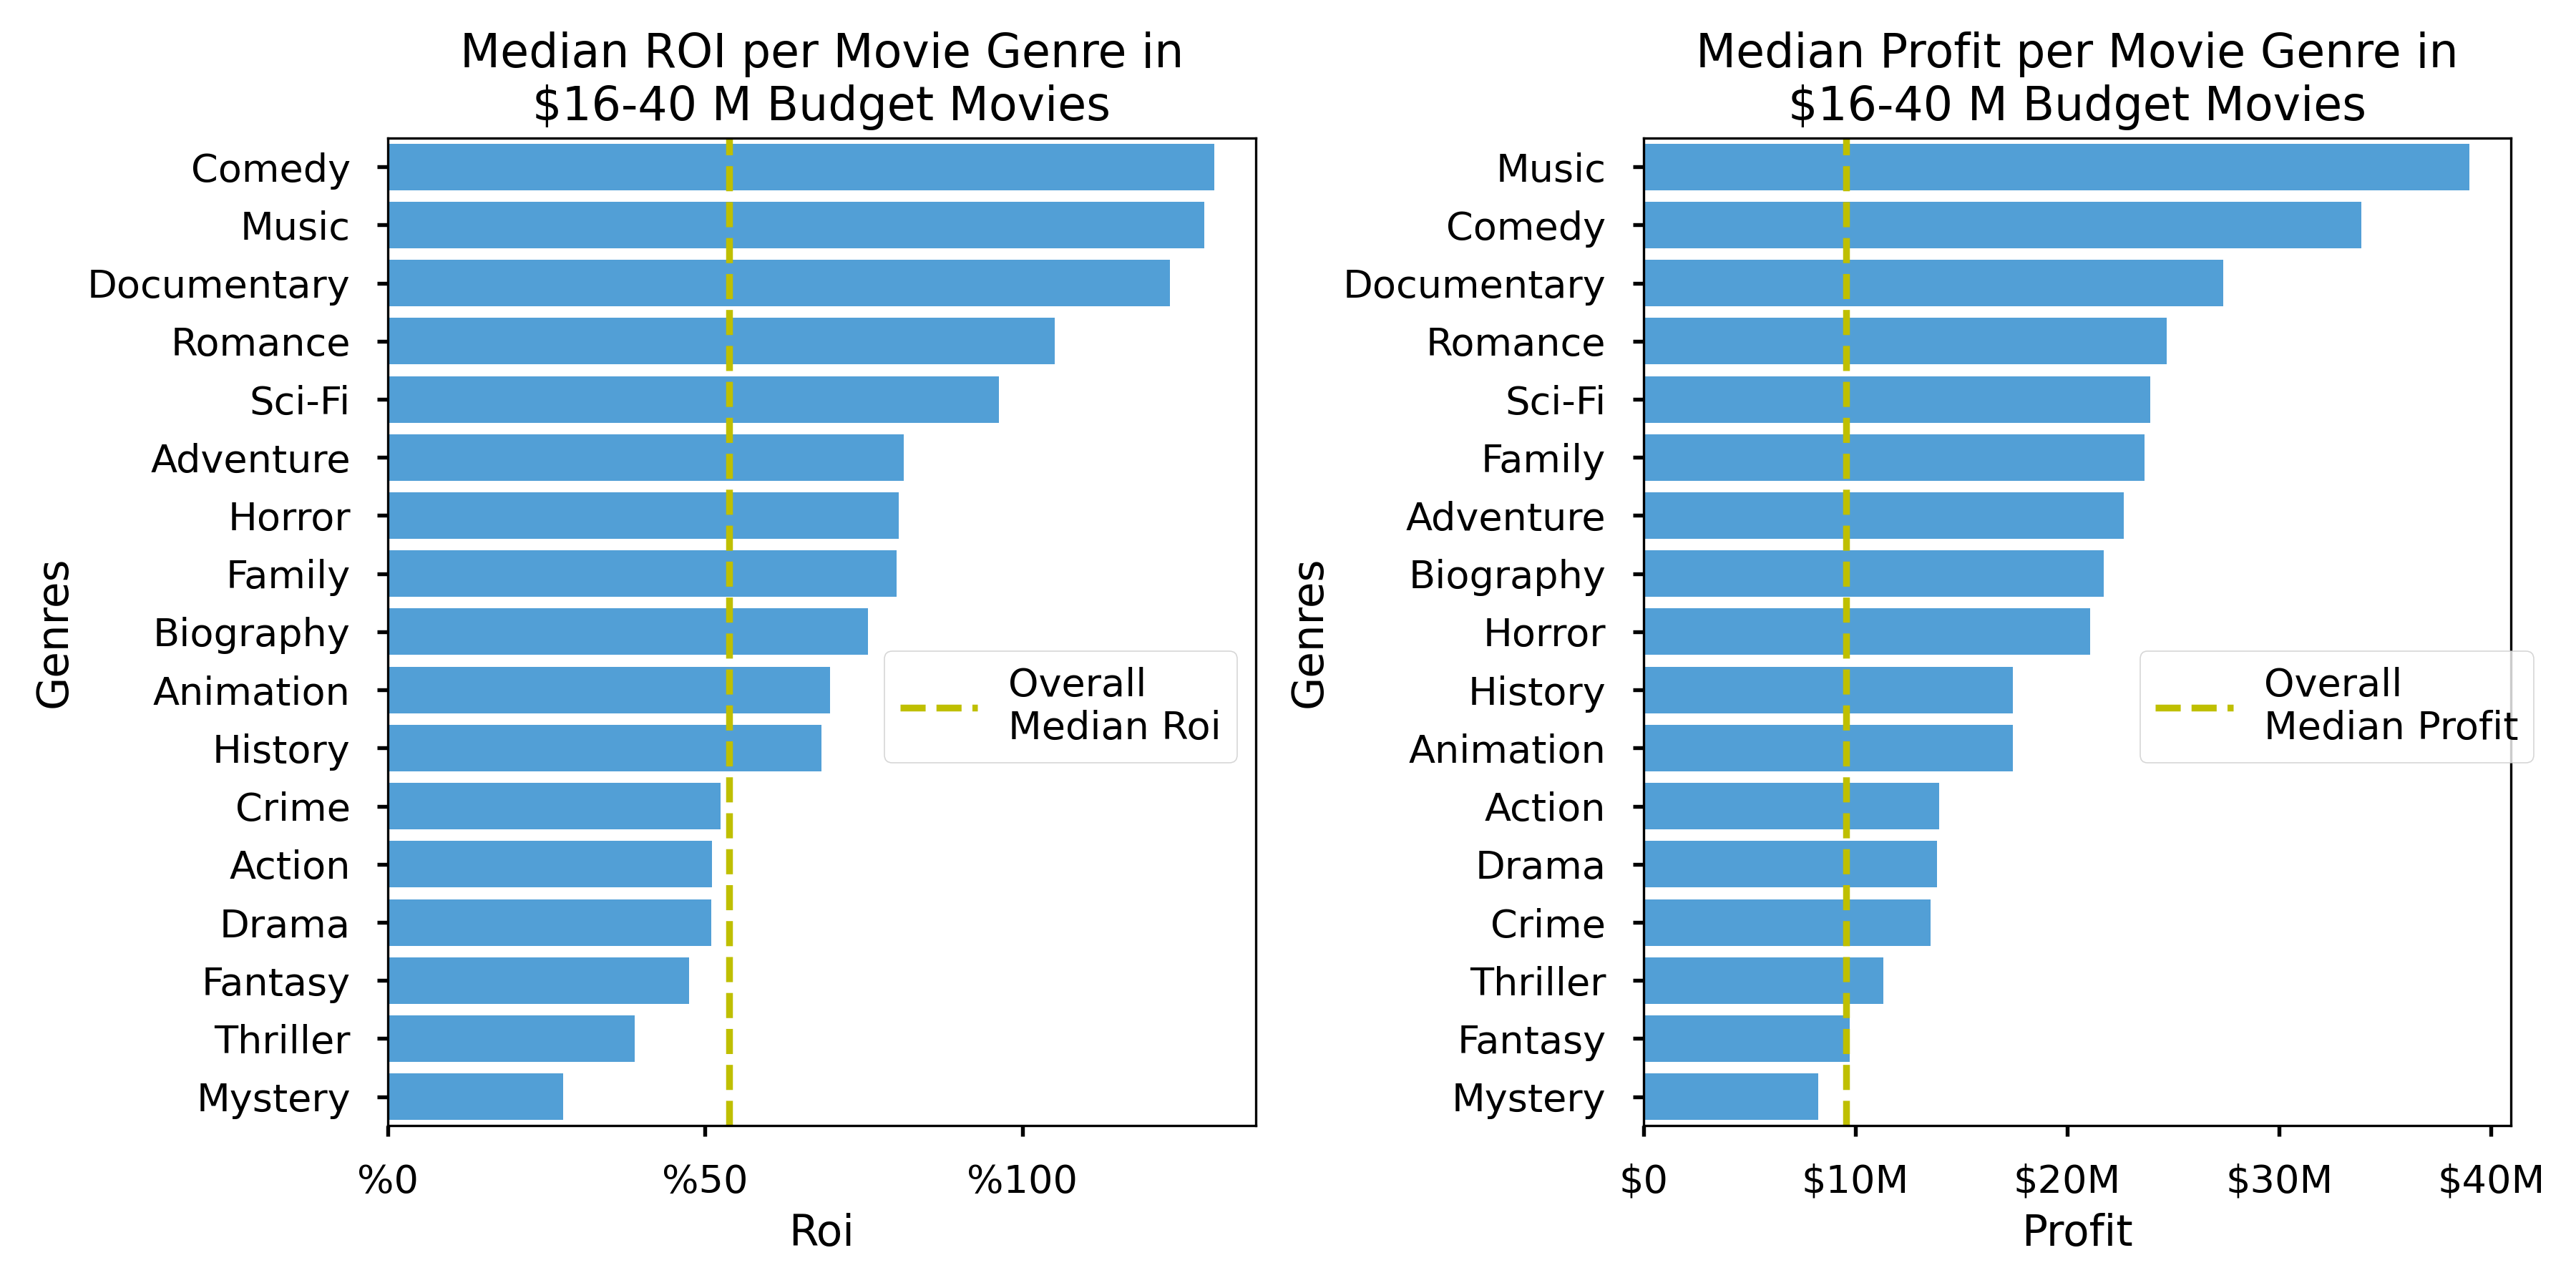 Median ROI per Movie Genre in
$16-40 M Budget Movies
Genres
Comedy
Music
Documentary
Romance
Sci-Fi
Adventure
Horror
Family
Biography
Animation
History
Crime
Action
Drama
Fantasy
Thriller
Mystery
Overall
Median Roi
%0 %50 %100
Roi
Median Profit per Movie Genre in
$16-40 M Budget Movies
Genres
Music
Comedy
Documentary
Romance
Sci-Fi
Family
Adventure
Biography
Horror
History
Animation
Action
Drama
Crime
Thriller
Fantasy
Mystery
Overall
Median Profit
$0 $10M $20M $30M $40M
Profit